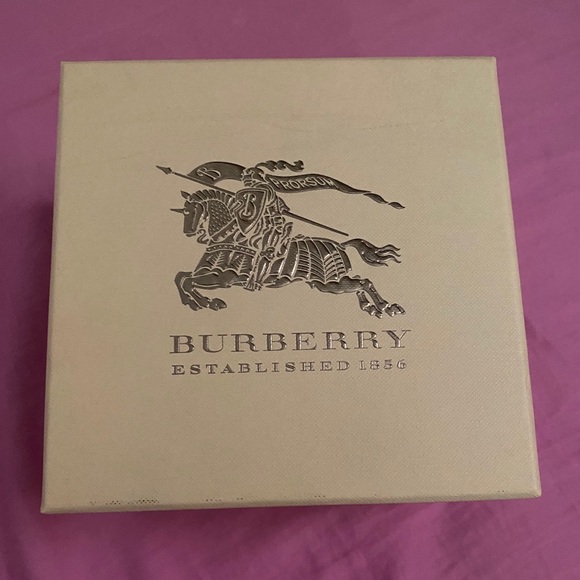 B
PRORSUM
B
BURBERRY
ESTABLISHED 1856